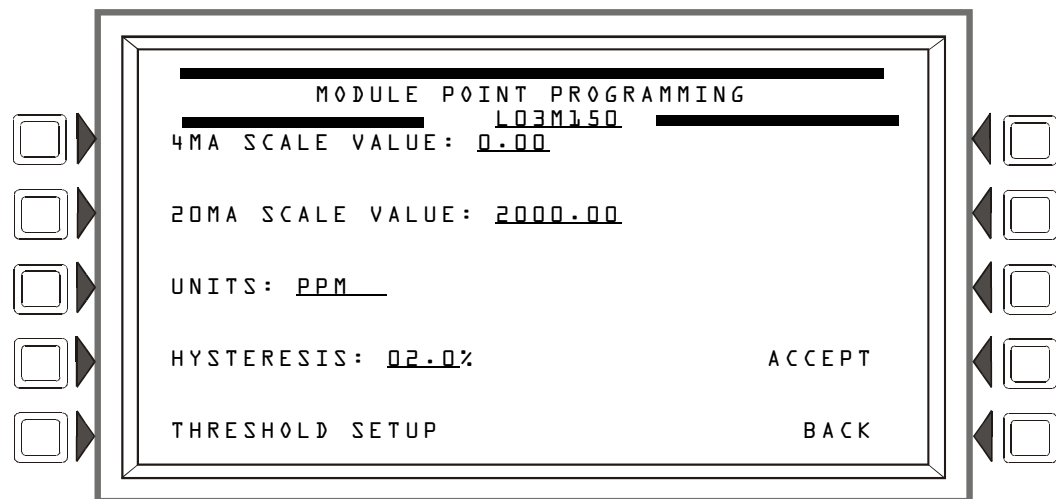 MODULE POINT PROGRAMMING
L03M150
4MA SCALE VALUE: 0.00
20MA SCALE VALUE: 2000.00
UNITS: PPM
HYSTERESIS: 02.0%
ACCEPT
THRESHOLD SETUP
BACK